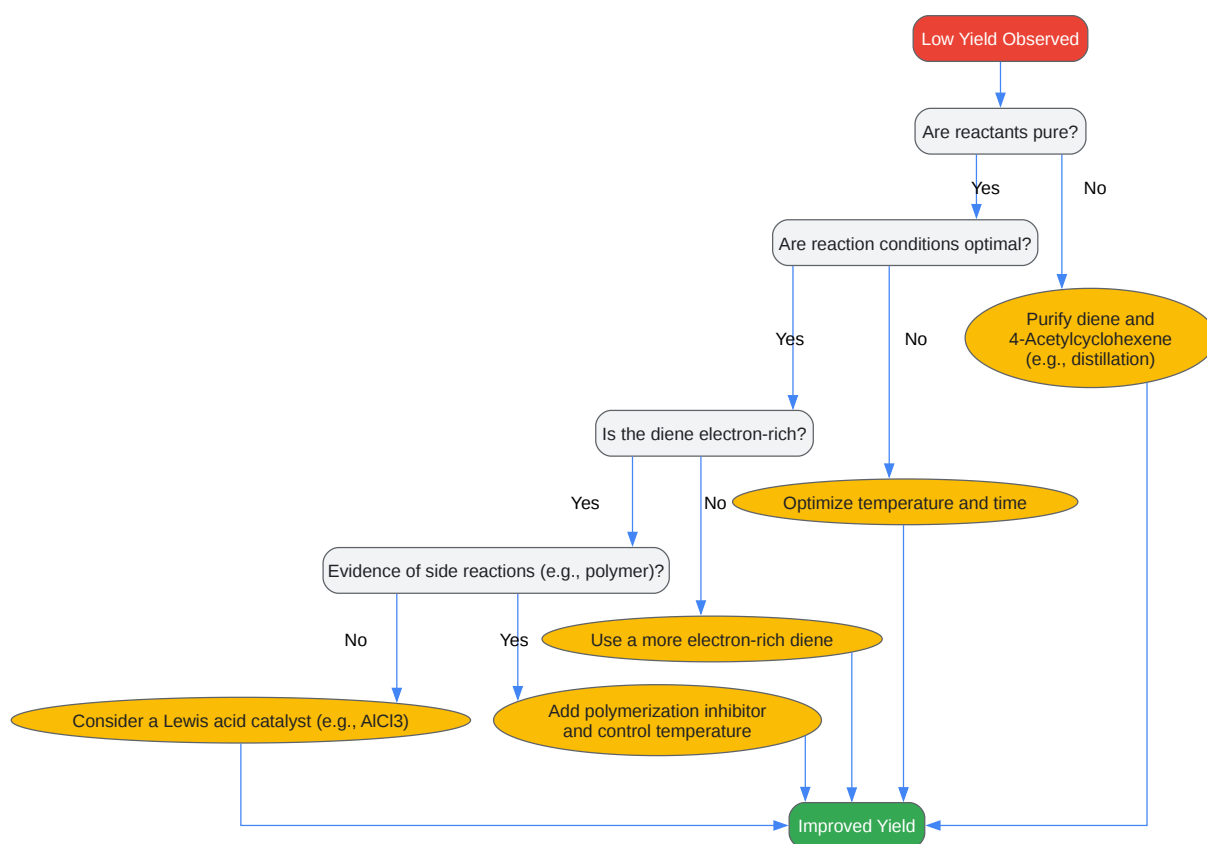 Low Yield Observed
Are reactants pure?
Yes
No
Are reaction conditions optimal?
Purify diene and
4-Acetylcyclohexene
(e.g., distillation)
Yes
No
Is the diene electron-rich?
Optimize temperature and time
Yes
No
Evidence of side reactions (e.g., polymer)?
Use a more electron-rich diene
No
Yes
Consider a Lewis acid catalyst (e.g., AlCl3)
Add polymerization inhibitor
and control temperature
Improved Yield